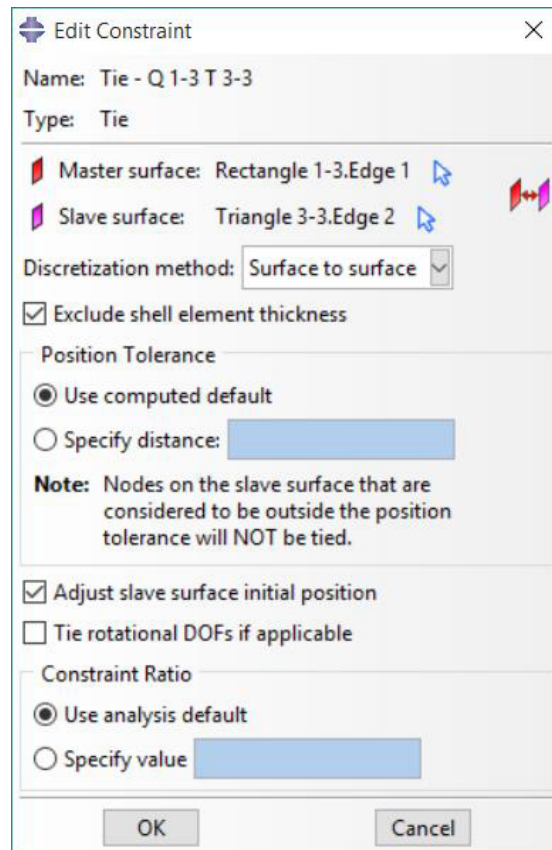 Edit Constraint
Name: Tie - Q 1-3 T 3-3
Type: Tie
Master surface: Rectangle 1-3.Edge 1
Slave surface: Triangle 3-3.Edge 2
Discretization method: Surface to surface
Exclude shell element thickness
Position Tolerance
Use computed default
Specify distance:
Note: Nodes on the slave surface that are
considered to be outside the position
tolerance will NOT be tied.
Adjust slave surface initial position
Tie rotational DOFs if applicable
Constraint Ratio
Use analysis default
Specify value
OK Cancel